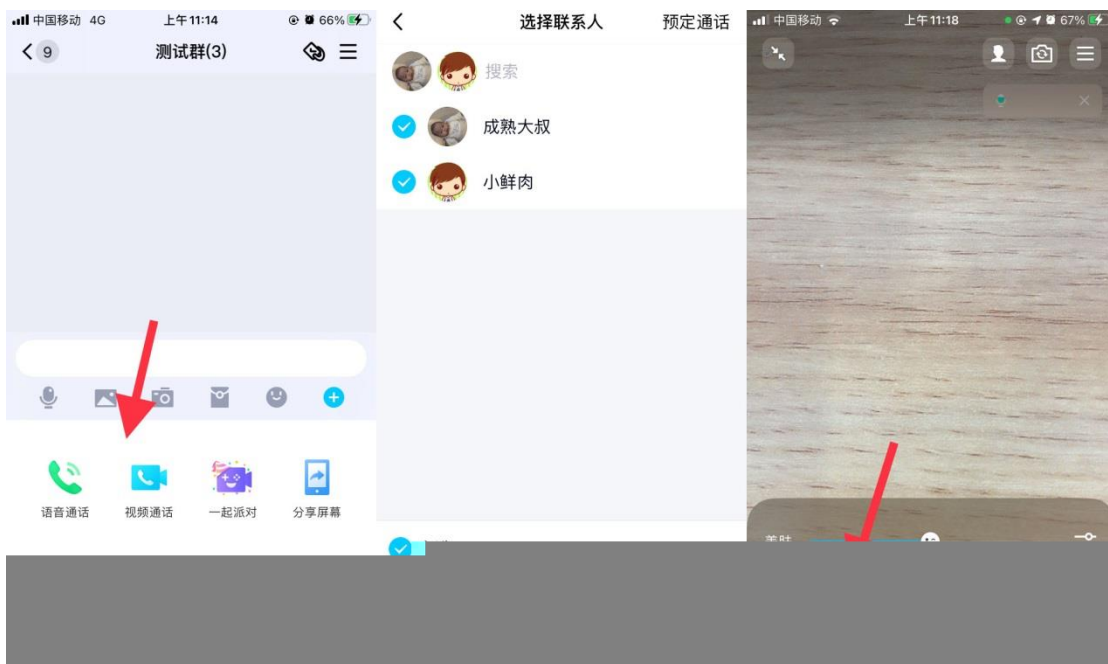 中国移动 4G 上午11:14 66%
9 测试群(3)
语音通话 视频通话 一起派对 分享屏幕
选择联系人 预定通话
搜索
成熟大叔
小鲜肉
中国移动 上午11:18 67%